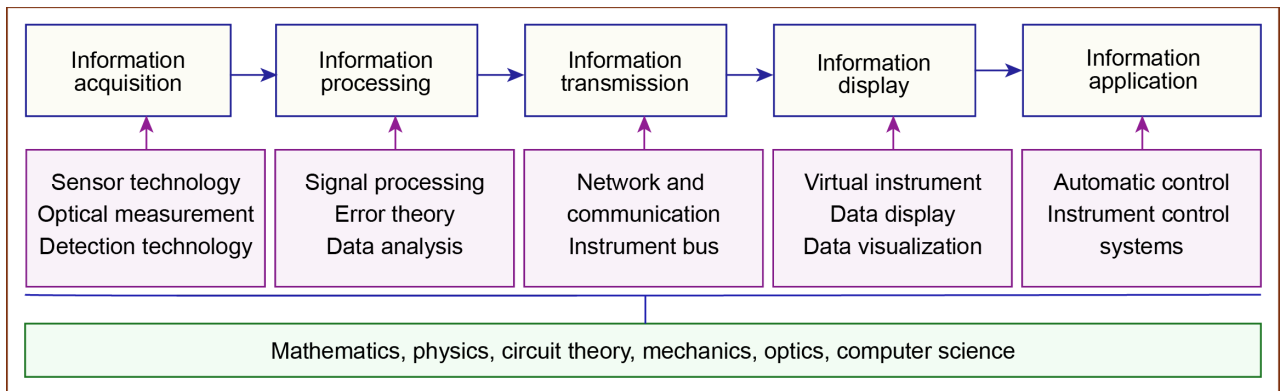 Information
acquisition
Information
processing
Information
transmission
Information
display
Information
application
Sensor technology
Optical measurement
Detection technology
Signal processing
Error theory
Data analysis
Network and
communication
Instrument bus
Virtual instrument
Data display
Data visualization
Automatic control
Instrument control
systems
Mathematics, physics, circuit theory, mechanics, optics, computer science